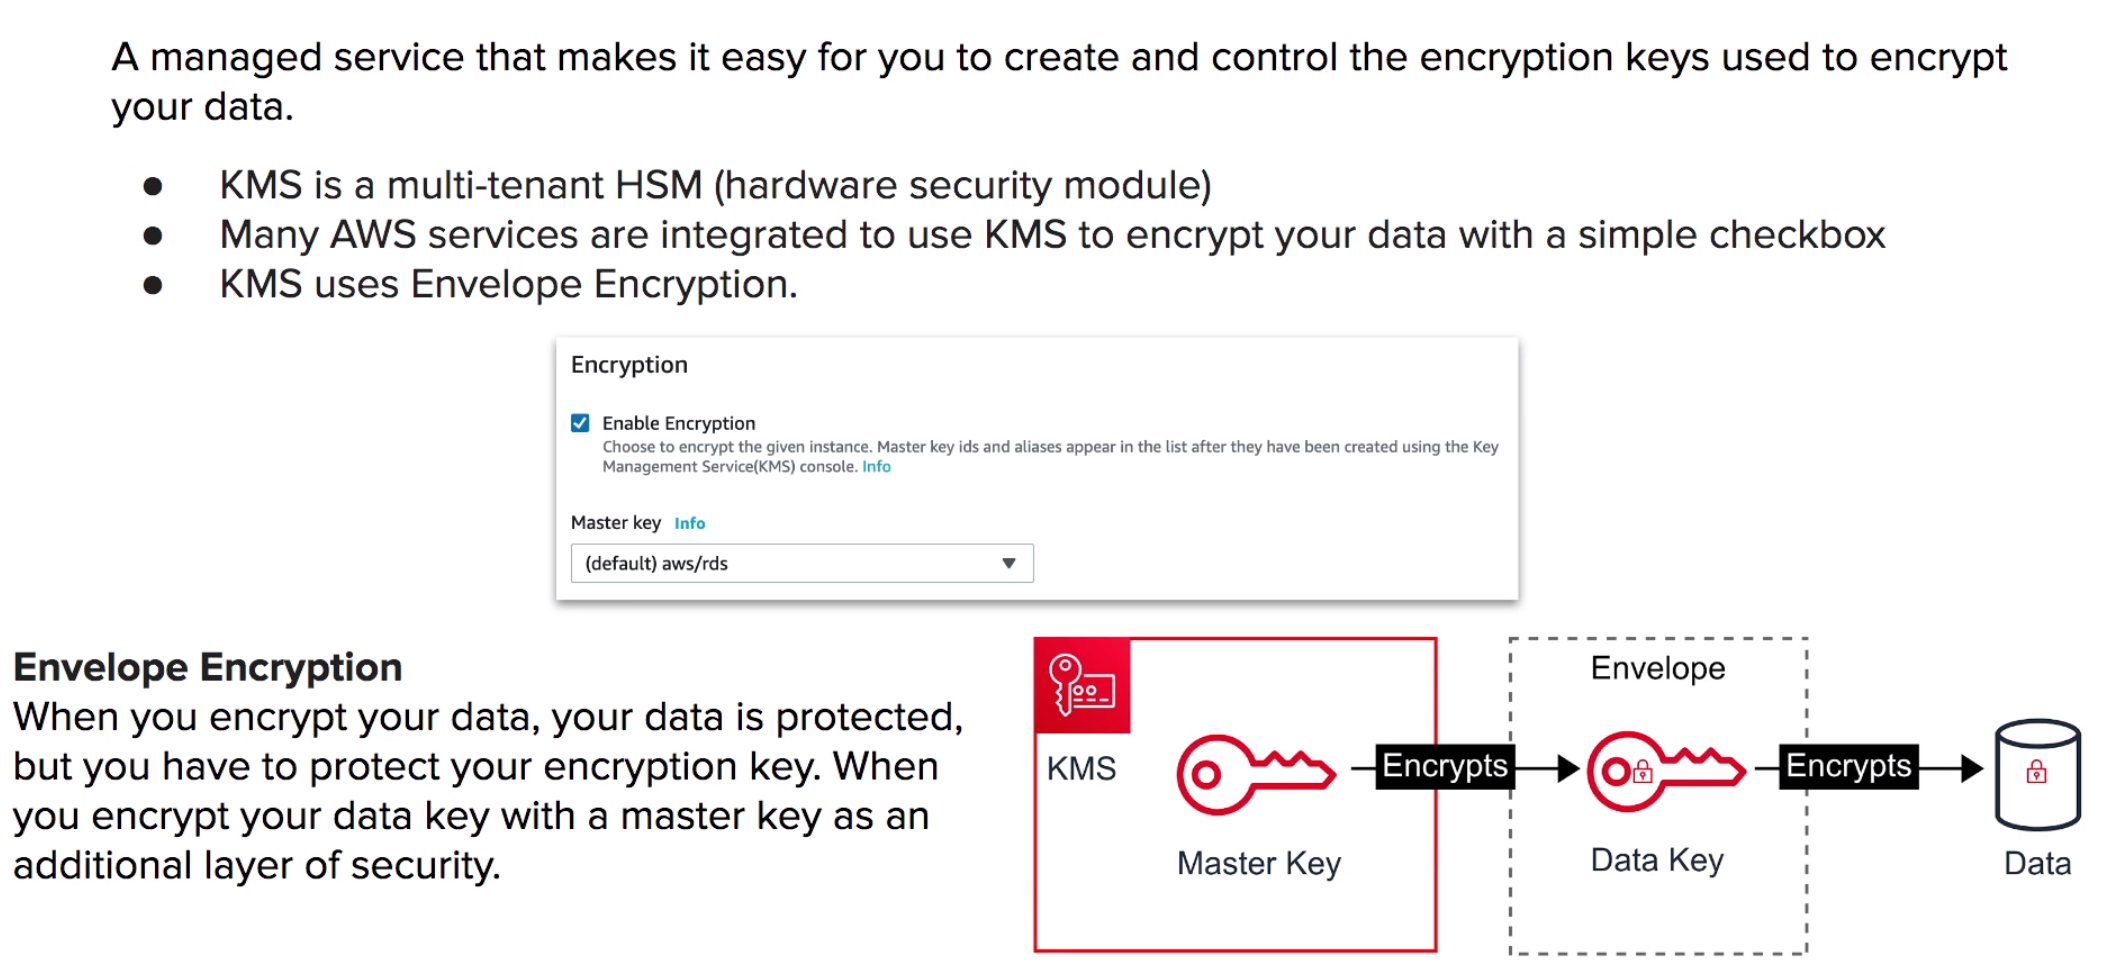 A managed service that makes it easy for you to create and control the encryption keys used to encrypt
your data.
● KMS is a multi-tenant HSM (hardware security module)
● Many AWS services are integrated to use KMS to encrypt your data with a simple checkbox
● KMS uses Envelope Encryption.
Encryption
Enable Encryption
Choose to encrypt the given instance. Master key ids and aliases appear in the list after they have been created using the Key
Management Service(KMS) console. Info
Master key Info
(default) aws/rds
Envelope Encryption
When you encrypt your data, your data is protected,
but you have to protect your encryption key. When
you encrypt your data key with a master key as an
additional layer of security.
KMS
Master Key
Encrypts
Envelope
Data Key
Encrypts
Data